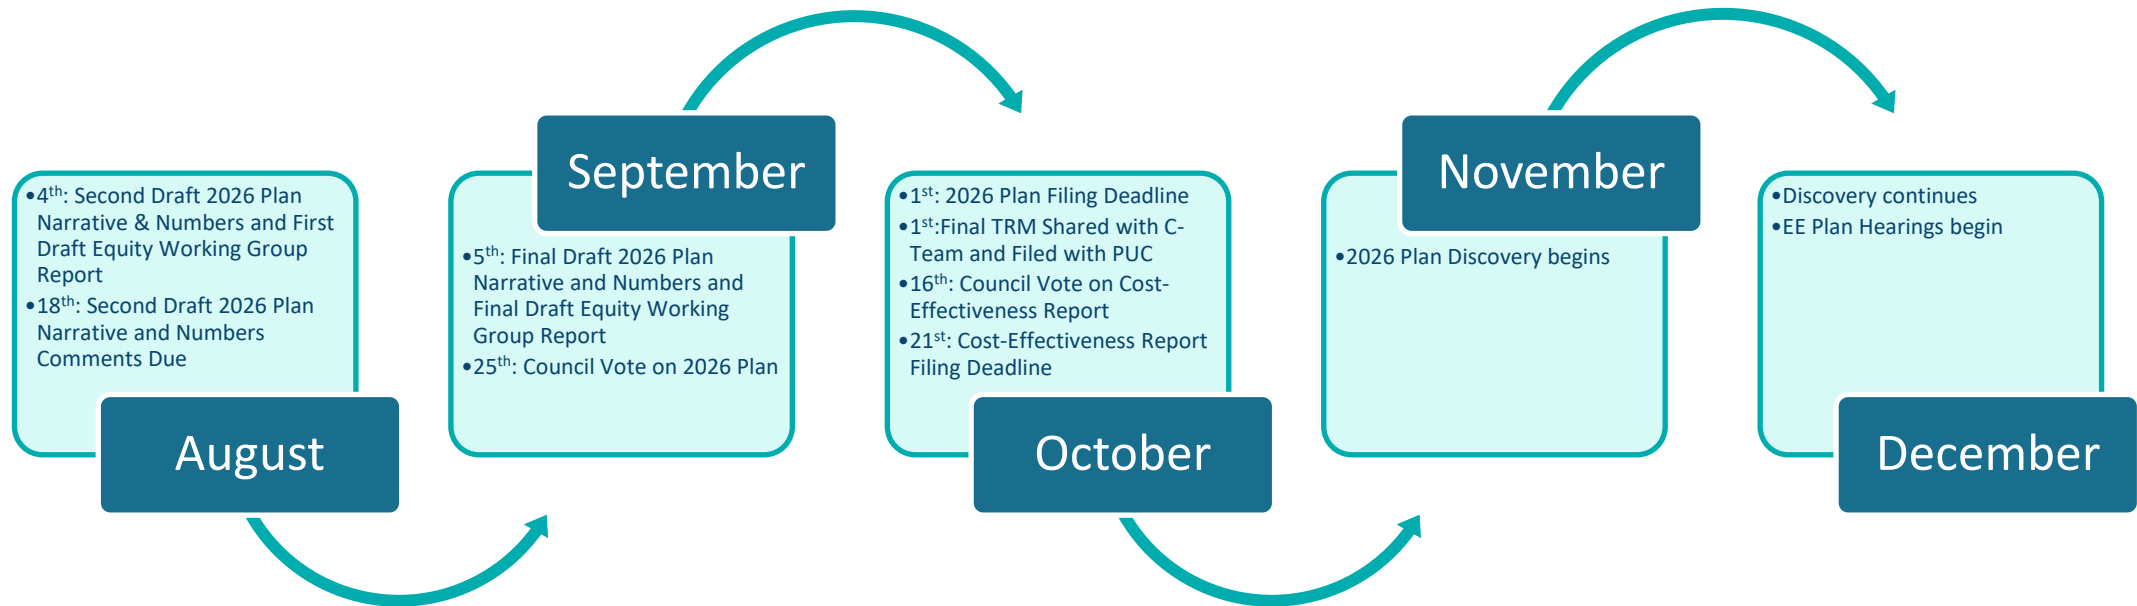 •4th: Second Draft 2026 Plan
Narrative & Numbers and First
Draft Equity Working Group
Report
•18th: Second Draft 2026 Plan
Narrative and Numbers
Comments Due
August
September
•5th: Final Draft 2026 Plan
Narrative and Numbers and
Final Draft Equity Working
Group Report
•25th: Council Vote on 2026 Plan
•1st: 2026 Plan Filing Deadline
•1st:Final TRM Shared with C-
Team and Filed with PUC
•16th: Council Vote on Cost-
Effectiveness Report
•21st: Cost-Effectiveness Report
Filing Deadline
October
November
•2026 Plan Discovery begins
•Discovery continues
•EE Plan Hearings begin
December